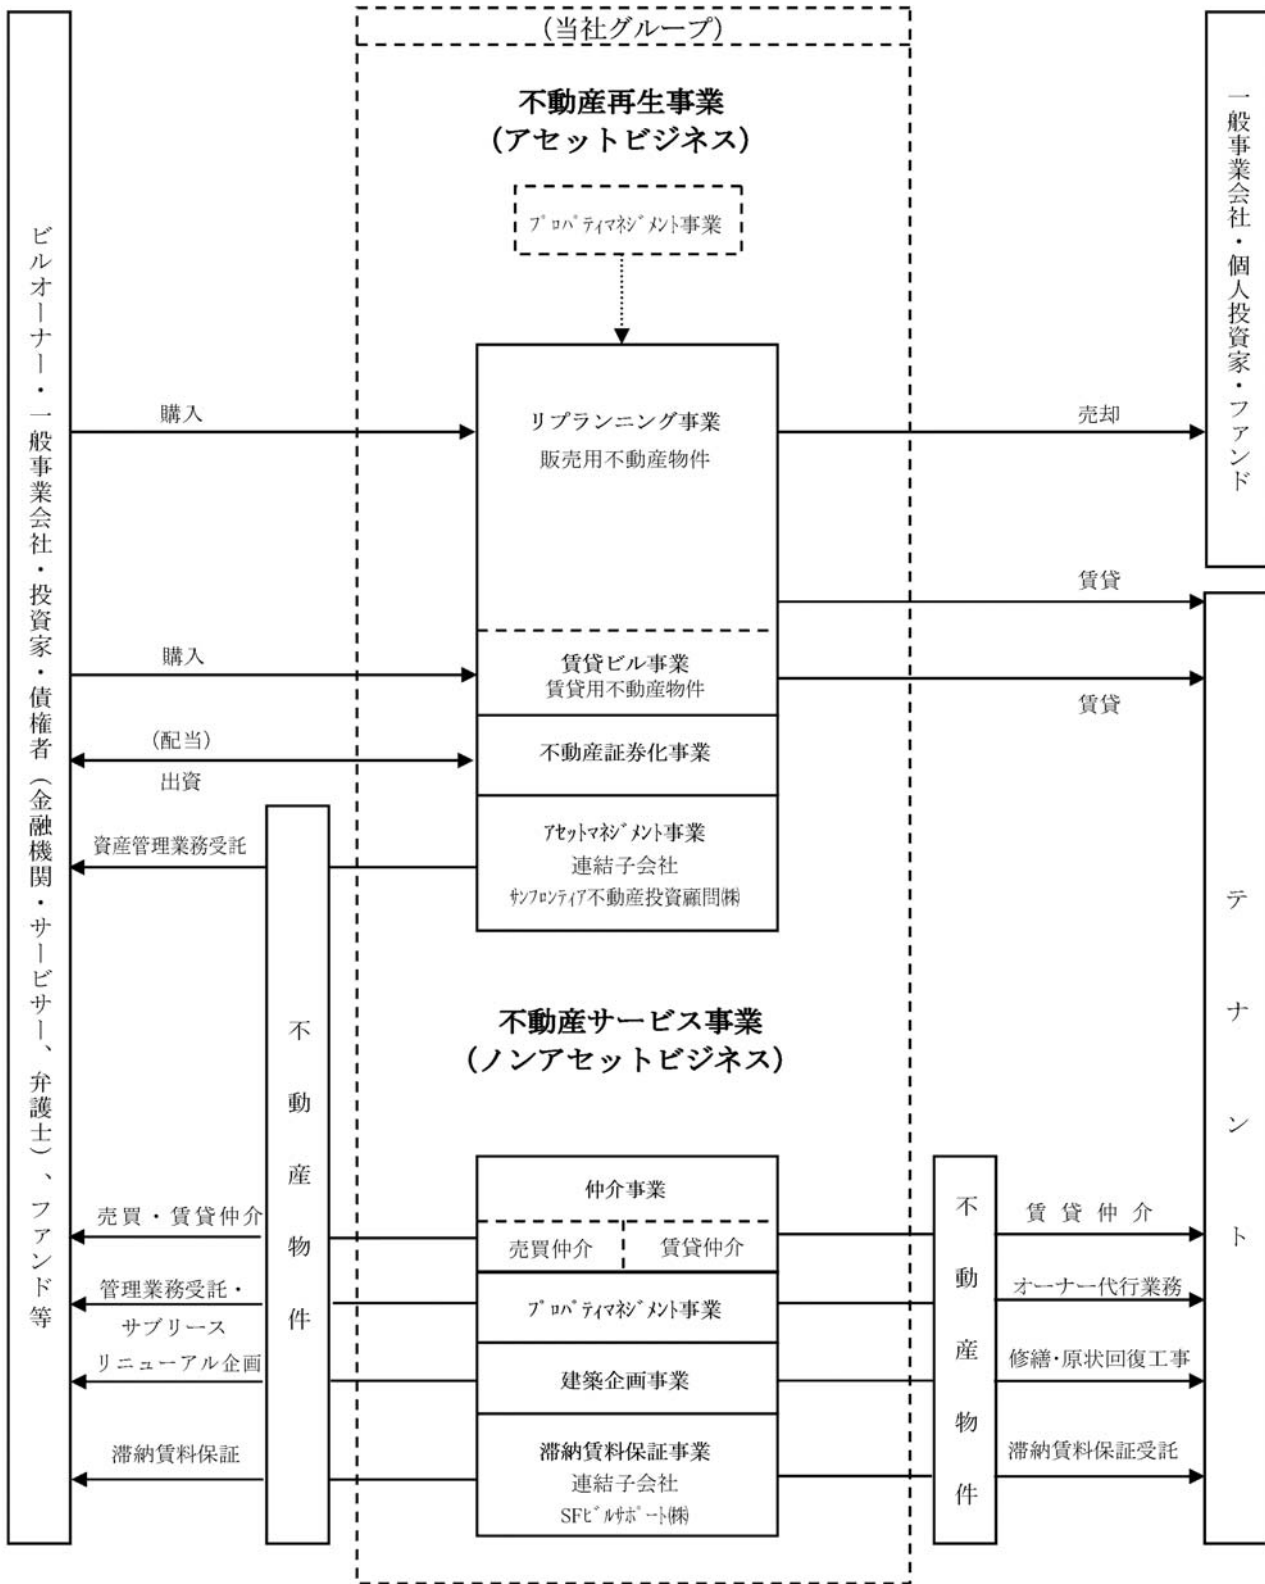 (当社グループ)
不動産再生事業
(アセットビジネス)
プロパティマネジメント事業
ビルオーナー・一般事業会社・投資家・債権者(金融機関・サービサー、弁護士)、ファンド等
一般事業会社・個人投資家・ファンド
購入
リプランニング事業
販売用不動産物件
売却
賃貸
購入
賃貸ビル事業
賃貸用不動産物件
賃貸
(配当)
出資
不動産証券化事業
資産管理業務受託
アセットマネジメント事業
連結子会社
サンフロンティア不動産投資顧問㈱
テナント
不動産物件
不動産サービス事業
(ノンアセットビジネス)
売買・賃貸仲介
仲介事業
売買仲介
賃貸仲介
不動産物件
賃貸仲介
管理業務受託・
サブリース
プロパティマネジメント事業
オーナー代行業務
リニューアル企画
建築企画事業
修繕・原状回復工事
滞納賃料保証
滞納賃料保証事業
連結子会社
SFビルサポート㈱
滞納賃料保証受託